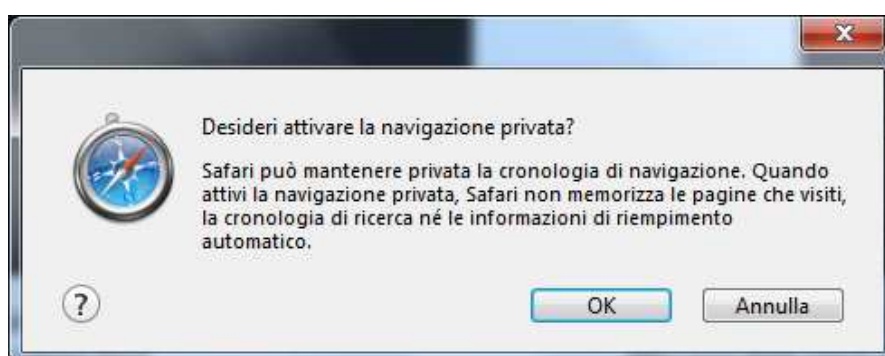 Desideri attivare la navigazione privata?
Safari può mantenere privata la cronologia di navigazione. Quando
attivi la navigazione privata, Safari non memorizza le pagine che visiti,
la cronologia di ricerca né le informazioni di riempimento
automatico.
?
OK
Annulla